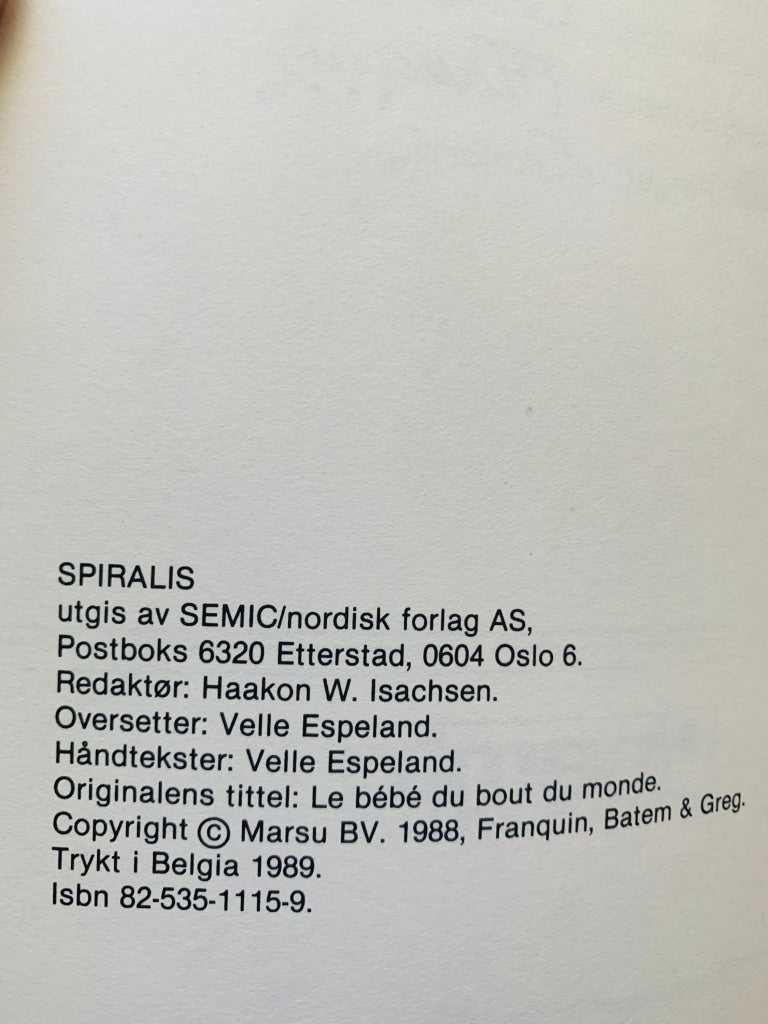 SPIRALIS
utgis av SEMIC/nordisk forlag AS,
Postboks 6320 Etterstad, 0604 Oslo 6.
Redaktør: Haakon W. Isachsen.
Oversetter: Velle Espeland.
Håndtekster: Velle Espeland.
Originalens tittel: Le bébé du bout du monde.
Copyright © Marsu BV. 1988, Franquin, Batem & Greg.
Trykt i Belgia 1989.
Isbn 82-535-1115-9.